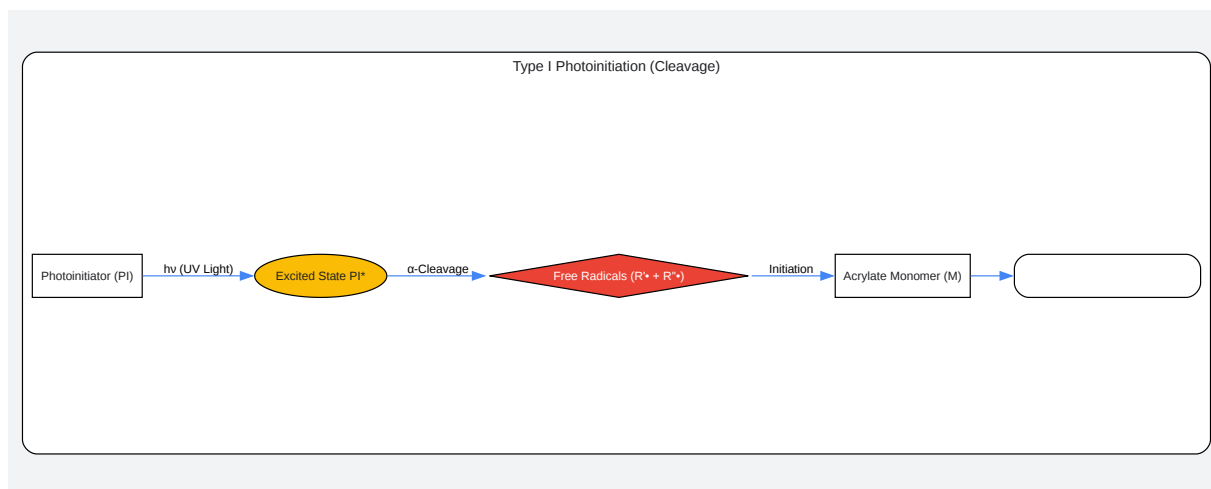 Type I Photoinitiation (Cleavage)
Photoinitiator (PI)
hν (UV Light)
Excited State PI*
α-Cleavage
Free Radicals (R'• + R''•)
Initiation
Acrylate Monomer (M)